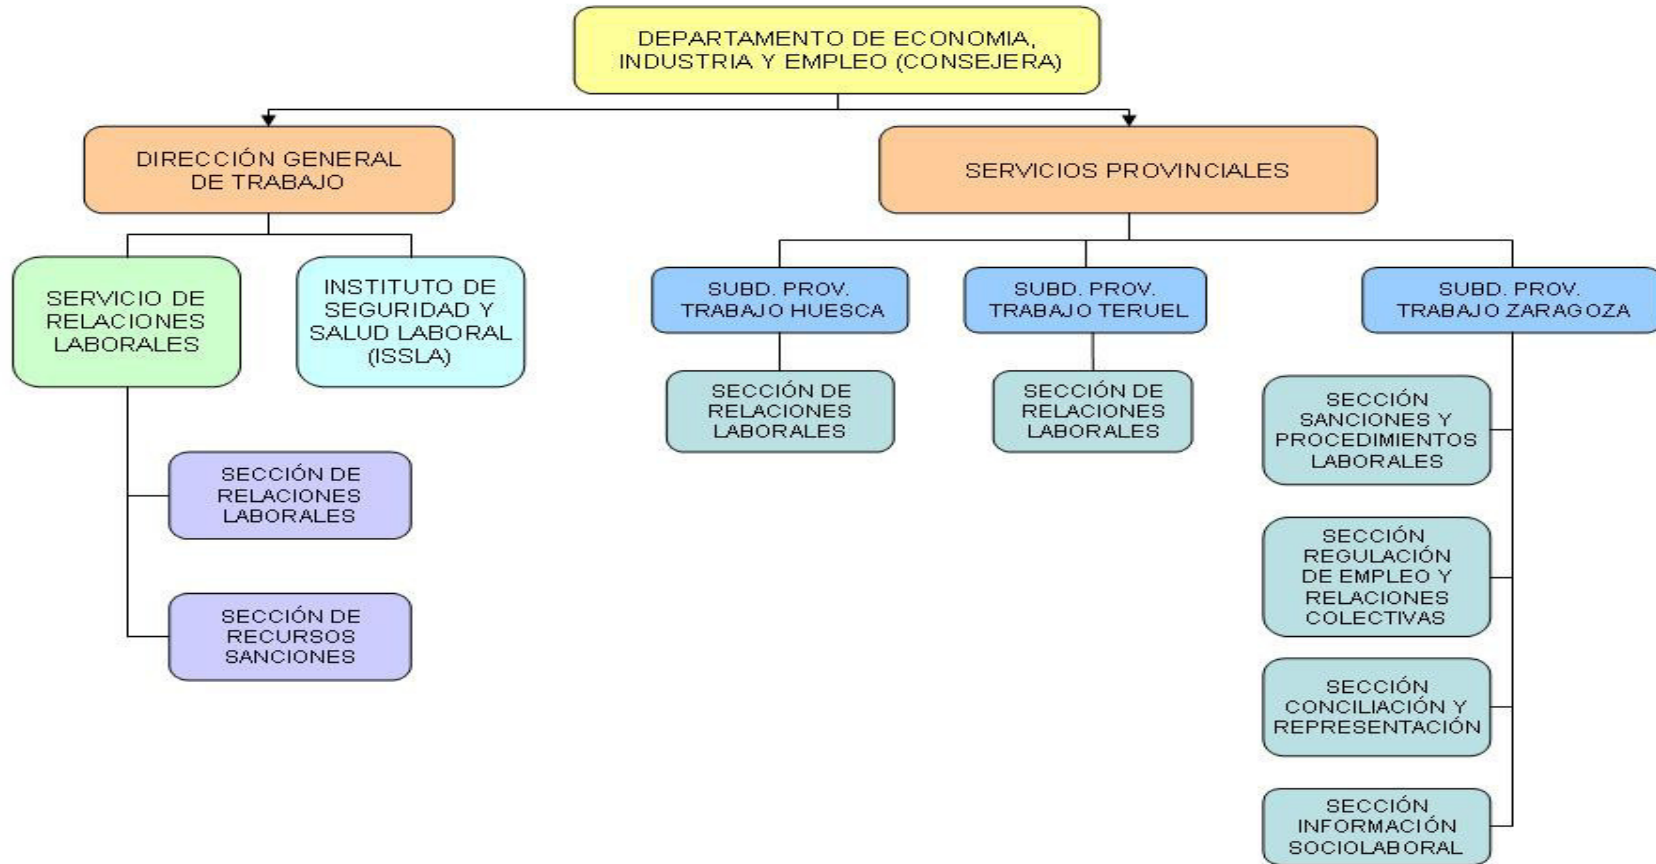 DEPARTAMENTO DE ECONOMIA,
INDUSTRIA Y EMPLEO (CONSEJERA)
DIRECCIÓN GENERAL
DE TRABAJO
SERVICIOS PROVINCIALES
SERVICIO DE
RELACIONES
LABORALES
INSTITUTO DE
SEGURIDAD Y
SALUD LABORAL
(ISSLA)
SUBD. PROV.
TRABAJO HUESCA
SUBD. PROV.
TRABAJO TERUEL
SUBD. PROV.
TRABAJO ZARAGOZA
SECCIÓN DE
RELACIONES
LABORALES
SECCIÓN DE
RELACIONES
LABORALES
SECCIÓN
SANCIONES Y
PROCEDIMIENTOS
LABORALES
SECCIÓN DE
RELACIONES
LABORALES
SECCIÓN
REGULACIÓN
DE EMPLEO Y
RELACIONES
COLECTIVAS
SECCIÓN DE
RECURSOS
SANCIONES
SECCIÓN
CONCILIACIÓN Y
REPRESENTACIÓN
SECCIÓN
INFORMACIÓN
SOCIOLABORAL